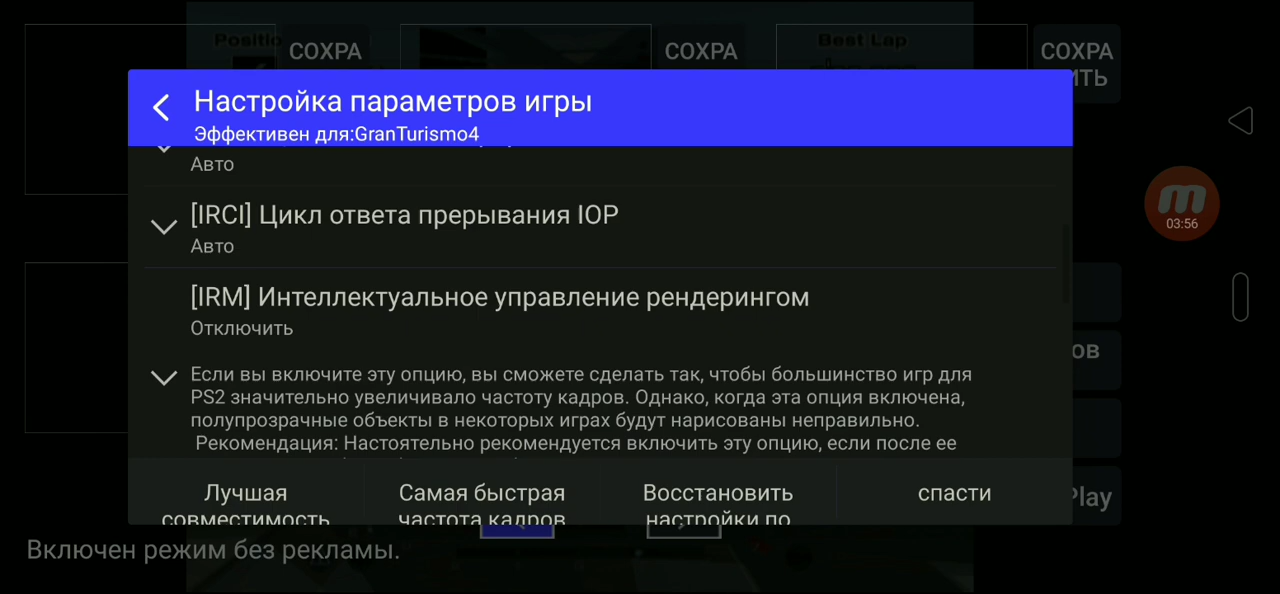 Positio
СОХРА
СОХРА
Best Lap
СОХРА
ИТЬ
Настройка параметров игры
Эффективен для:GranTurismo4
Авто
[IRCI] Цикл ответа прерывания IOP
Авто
03:56
[IRM] Интеллектуальное управление рендерингом
Отключить
ов
Если вы включите эту опцию, вы сможете сделать так, чтобы большинство игр для
PS2 значительно увеличивало частоту кадров. Однако, когда эта опция включена,
полупрозрачные объекты в некоторых играх будут нарисованы неправильно.
Рекомендация: Настоятельно рекомендуется включить эту опцию, если после ее
Лучшая
совместимость
Самая быстрая
частота кадров
Восстановить
настройки по
спасти
Play
Включен режим без рекламы.